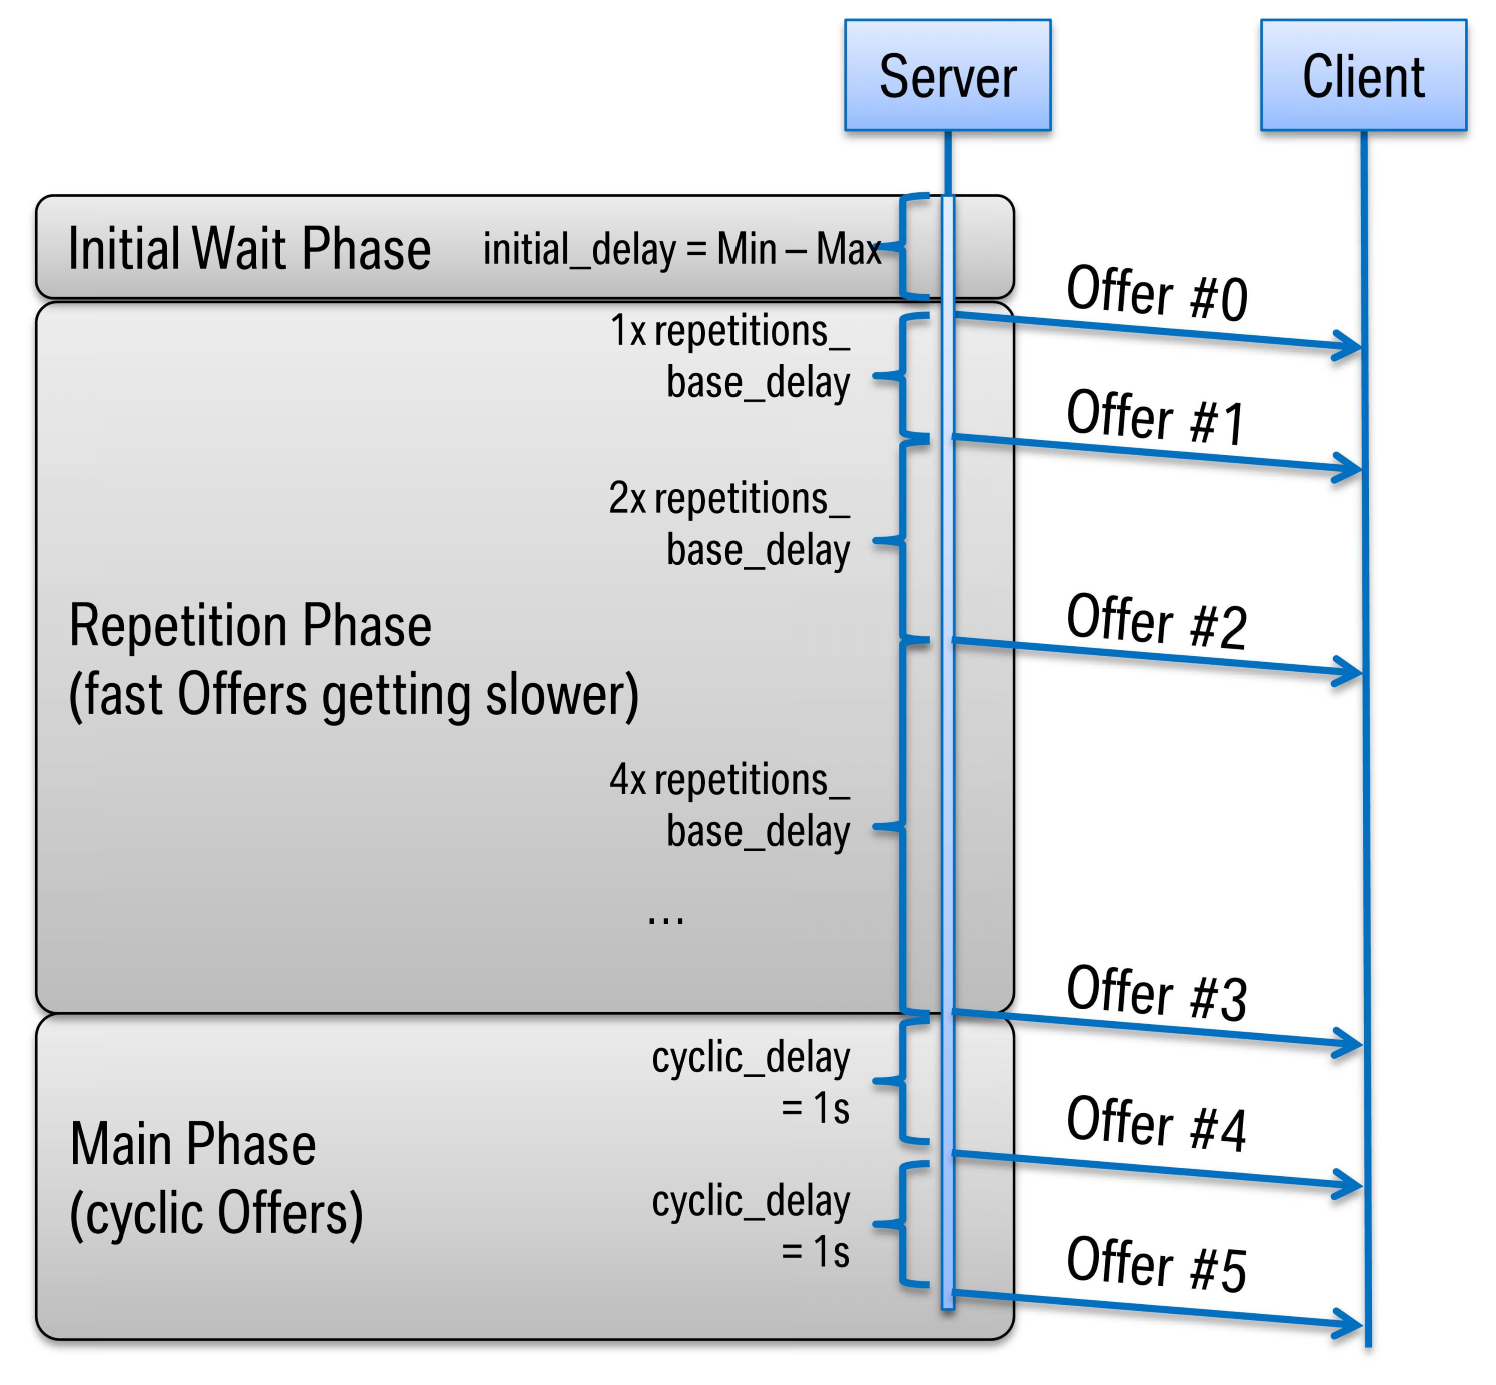 Server
Client
Initial Wait Phase
initial_delay = Min – Max
Offer #0
1x repetitions_
base_delay
Offer #1
2x repetitions_
base_delay
Repetition Phase
(fast Offers getting slower)
Offer #2
4x repetitions_
base_delay
...
Offer #3
cyclic_delay
= 1s
Main Phase
(cyclic Offers)
Offer #4
cyclic_delay
= 1s
Offer #5